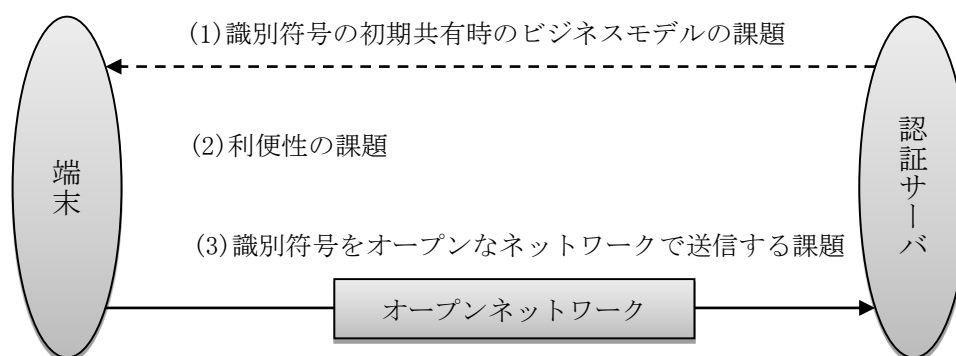 (1)識別符号の初期共有時のビジネスモデルの課題
端末
(2)利便性の課題
認証サーバ
(3)識別符号をオープンなネットワークで送信する課題
オープンネットワーク